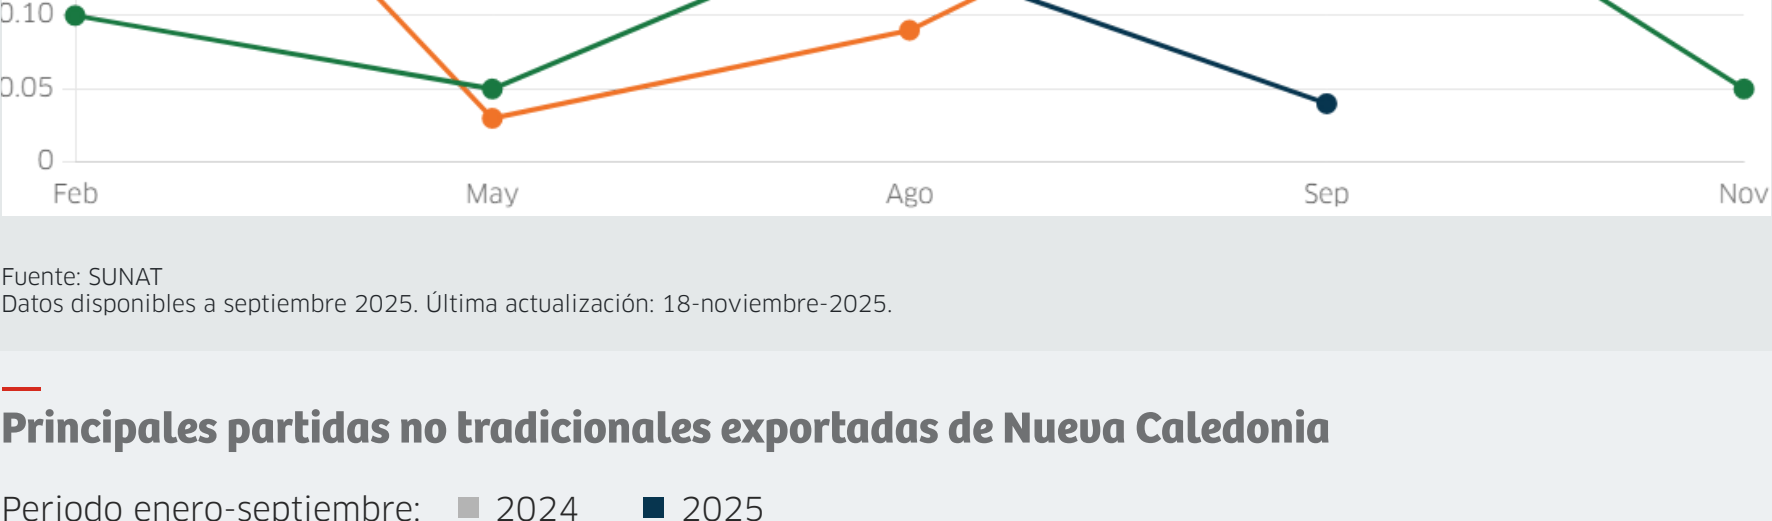 0.10
0.05
0
Feb May Ago Sep Nov
Fuente: SUNAT
Datos disponibles a septiembre 2025. Última actualización: 18-noviembre-2025.
Principales partidas no tradicionales exportadas de Nueva Caledonia
Periodo enero-septiembre: 2024 2025